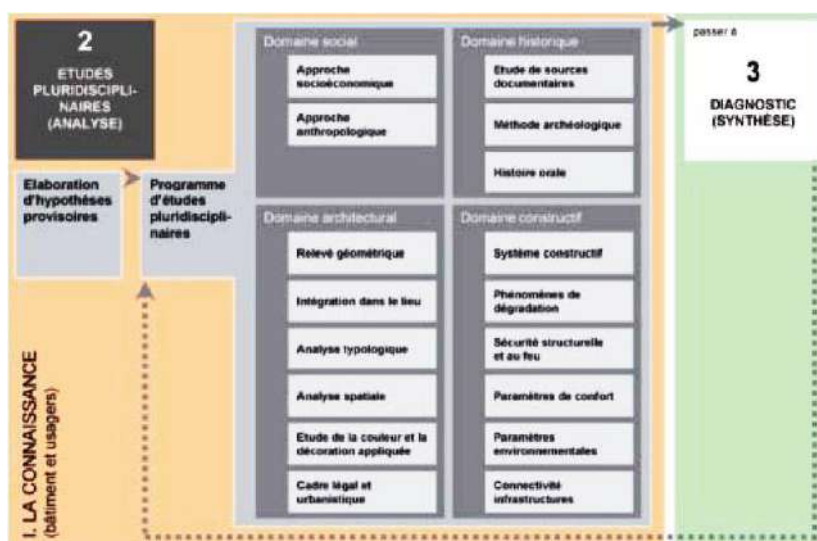 2
ETUDES
PLURIDISCIPLI-
NAIRES
(ANALYSE)
Elaboration
d'hypothèses
provisoires
Programme
d'études
pluridiscipli-
naires
Domaine social
Approche
socioéconomique
Approche
anthropologique
Domaine historique
Etude de sources
documentaires
Méthode archéologique
Histoire orale
Domaine architectural
Relevé géométrique
Intégration dans le lieu
Analyse typologique
Analyse spatiale
Etude de la couleur et la
décoration appliquée
Cadre légal et
urbanistique
Domaine constructif
Système constructif
Phénomènes de
dégradation
Sécurité structurelle
et au feu
Paramètres de confort
Paramètres
environnementales
Connectivité
infrastructures
passer à
3
DIAGNOSTIC
(SYNTHÈSE)
I. LA CONNAISSANCE
(bâtiment et usagers)